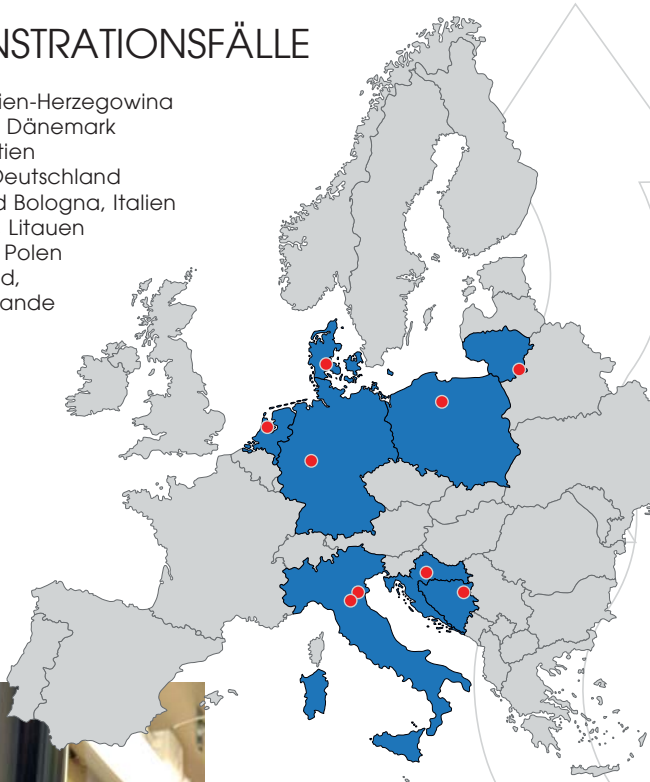 NSTRATIONSFÄLLE
ien-Herzegowina
Dänemark
tien
Deutschland
d Bologna, Italien
Litauen
Polen
d,
ande